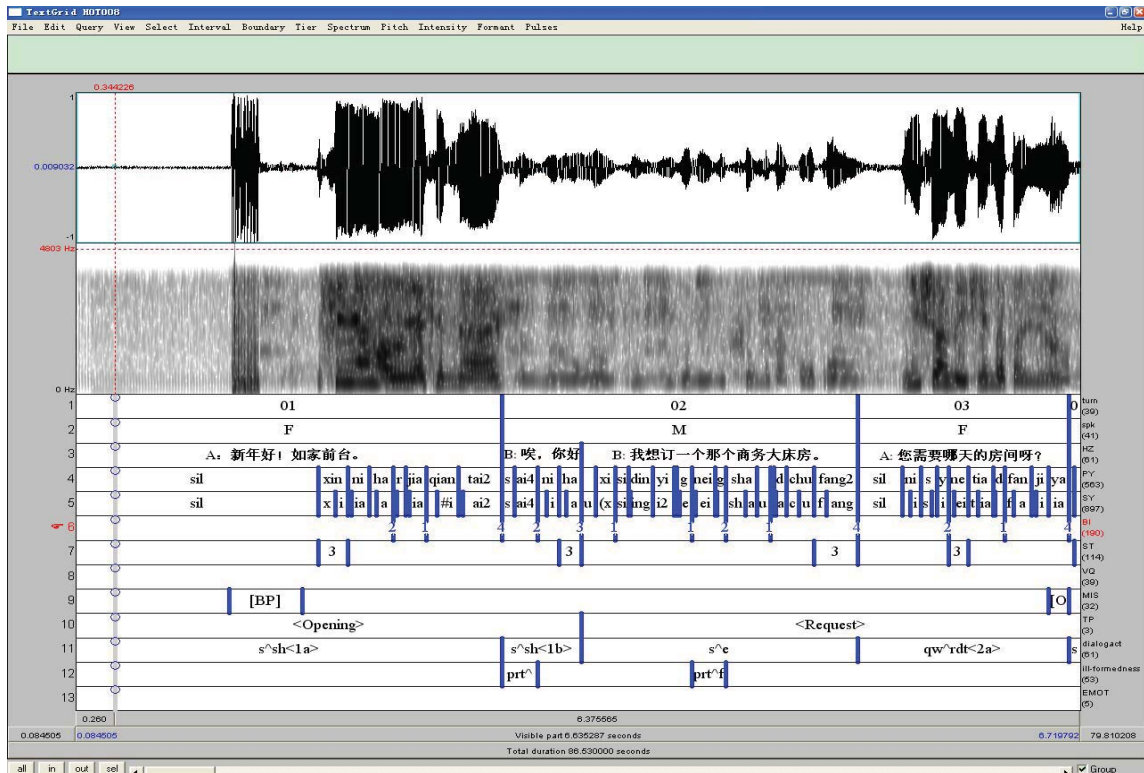 TextGrid HOT008
File Edit Query View Select Interval Boundary Tier Spectrum Pitch Intensity Formant Pulses Help
0.344226
1
0.009032
-1
4803 Hz
0 Hz
1 01 02 03 0 turn (39)
2 F M F spk (41)
3 A: 新年好! 如家前台。 B: 唉，你好 B: 我想订一个那个商务大床房。 A: 您需要哪天的房间呀? HZ (61)
4 sil xin ni ha r jia qian tai2 s ai4 ni ha xi si din yi g nei g sha d chu fang2 sil ni s y ne tia d fan ji ya PY (563)
5 sil x i ia a ia #i tai2 s ai4 i a u (x si ing i2 e ei sh au a c u f ang sil i s i ei tia f a i ia SY (897)
6 2 1 4 2 3 1 1 2 1 4 2 1 4 BI (190)
7 3 3 3 3 ST (114)
8 VQ (39)
9 [BP] [O MIS (32)
10 <Opening> <Request> TP (3)
11 s^sh<1a> s^sh<1b> s^e qw^rdt<2a> s dialogact (61)
12 prt^ prt^f ill-formedness (53)
13 EMOT (5)
0.260 6.375565
0.084505 0.084505 Visible part 6.635287 seconds 6.719792 79.810208
Total duration 86.530000 seconds
all in out sel Group